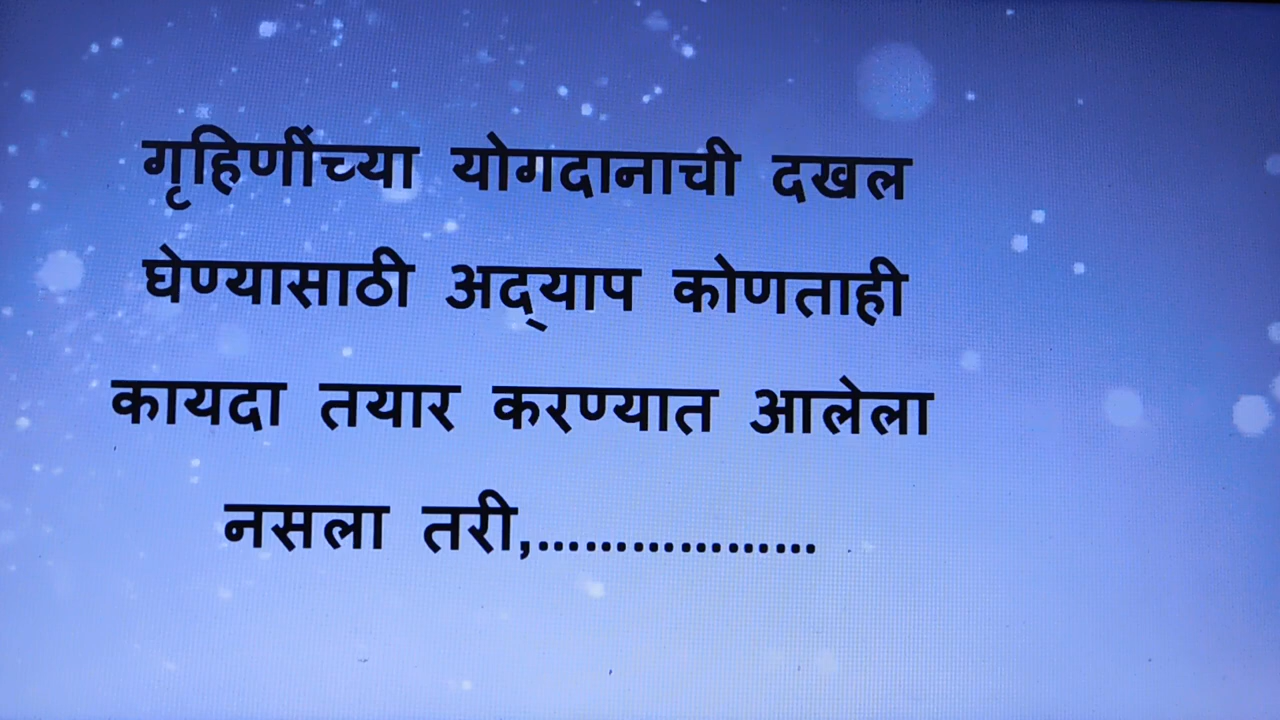 गृहिणींच्या योगदानाची दखल
घेण्यासाठी अद्‌याप कोणताही
कायदा तयार करण्यात आलेला
नसला तरी,..................